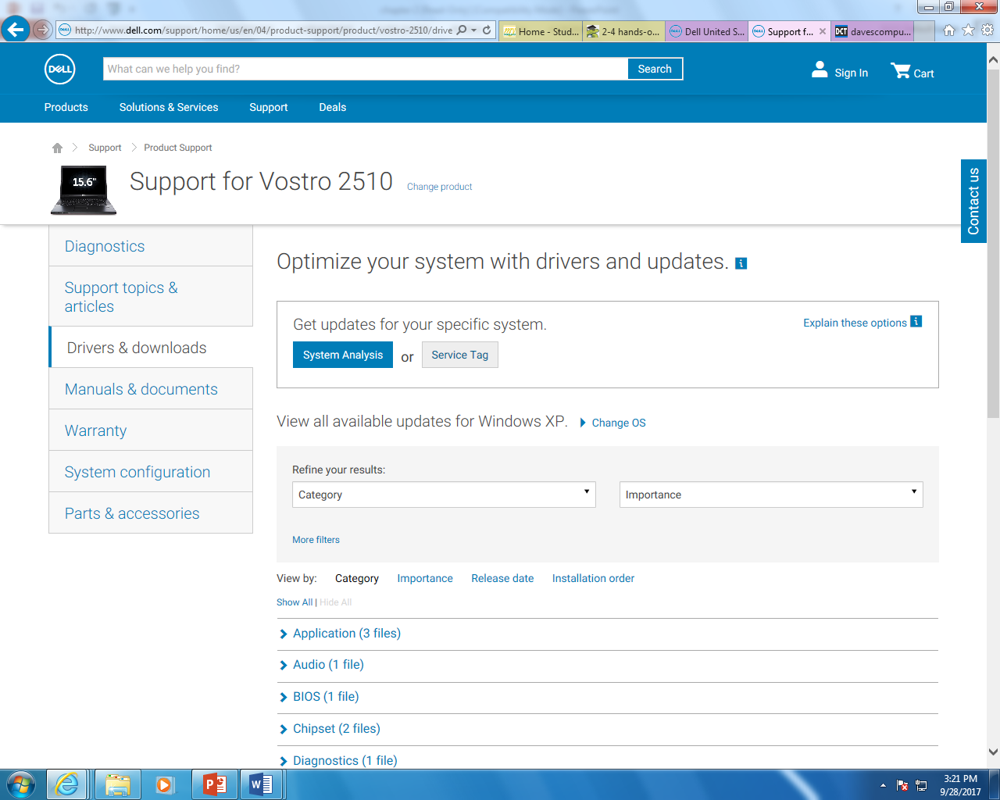 http://www.dell.com/support/home/us/en/04/product-support/product/vostro-2510/drive
Home - Stud...
2-4 hands-o...
Dell United S...
Support f...
DCT davescompu...
DELL
What can we help you find?
Search
Sign In
Cart
Products
Solutions & Services
Support
Deals
Support
Product Support
15.6"
Support for Vostro 2510
Change product
Contact us
Diagnostics
Support topics &
articles
Drivers & downloads
Manuals & documents
Warranty
System configuration
Parts & accessories
Optimize your system with drivers and updates.
Get updates for your specific system.
Explain these options
System Analysis
or
Service Tag
View all available updates for Windows XP.
Change OS
Refine your results:
Category
Importance
More filters
View by:
Category
Importance
Release date
Installation order
Show All | Hide All
Application (3 files)
Audio (1 file)
BIOS (1 file)
Chipset (2 files)
Diagnostics (1 file)
3:21 PM
9/28/2017